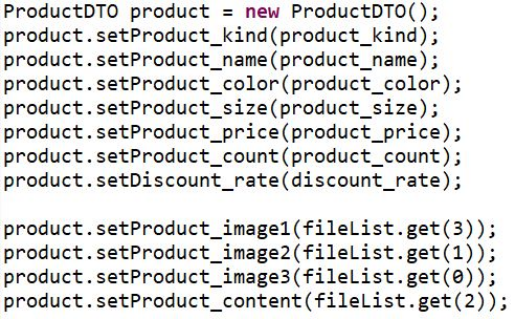 ProductDTO product = new ProductDTO();
product.setProduct_kind(product_kind);
product.setProduct_name(product_name);
product.setProduct_color(product_color);
product.setProduct_size(product_size);
product.setProduct_price(product_price);
product.setProduct_count(product_count);
product.setDiscount_rate(discount_rate);

product.setProduct_image1(fileList.get(3));
product.setProduct_image2(fileList.get(1));
product.setProduct_image3(fileList.get(0));
product.setProduct_content(fileList.get(2));